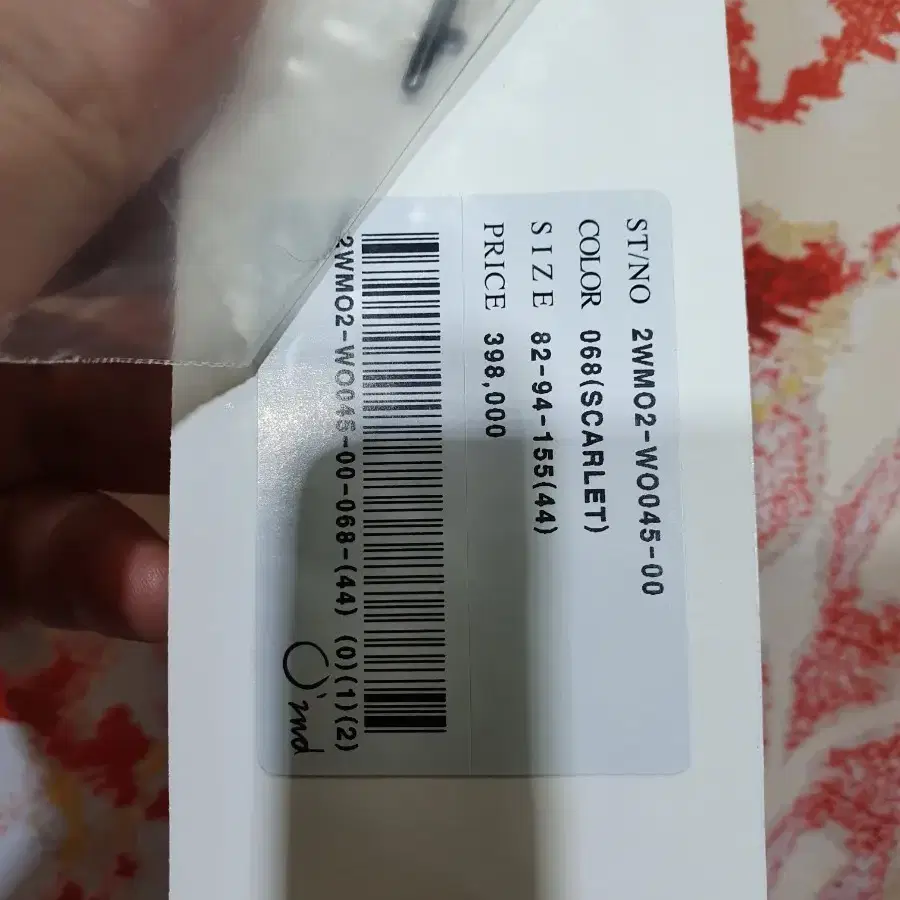 ST/NO 2WMO2-WO045-00
COLOR 068(SCARLET)
SIZE 82-94-155(44)
PRICE 398,000
2WMO2-WO045-00-068-(44) (0)(1)(2)